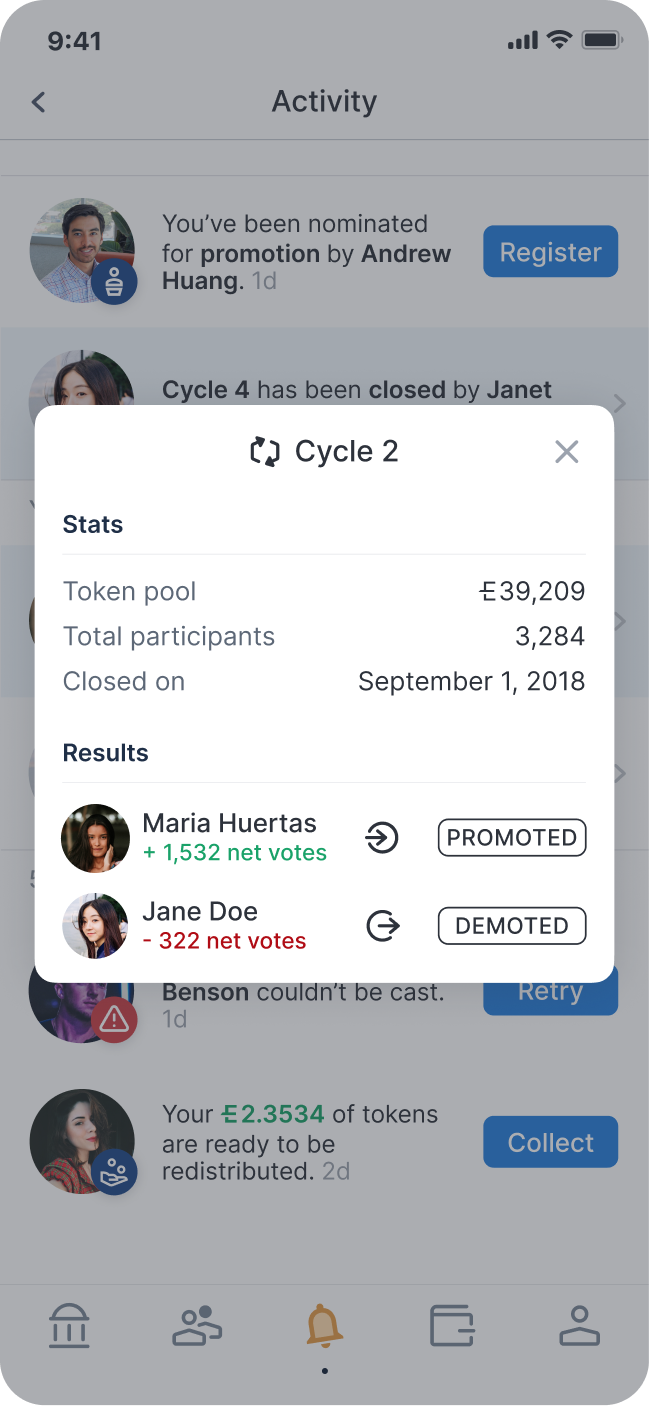 9:41
Activity
You’ve been nominated
for promotion by Andrew
Huang. 1d
Register
Cycle 4 has been closed by Janet
Cycle 2
Stats
Token pool
Ɛ39,209
Total participants
3,284
Closed on
September 1, 2018
Results
Maria Huertas
+ 1,532 net votes
PROMOTED
Jane Doe
- 322 net votes
DEMOTED
Benson couldn’t be cast.
1d
Retry
Your Ɛ2.3534 of tokens
are ready to be
redistributed. 2d
Collect